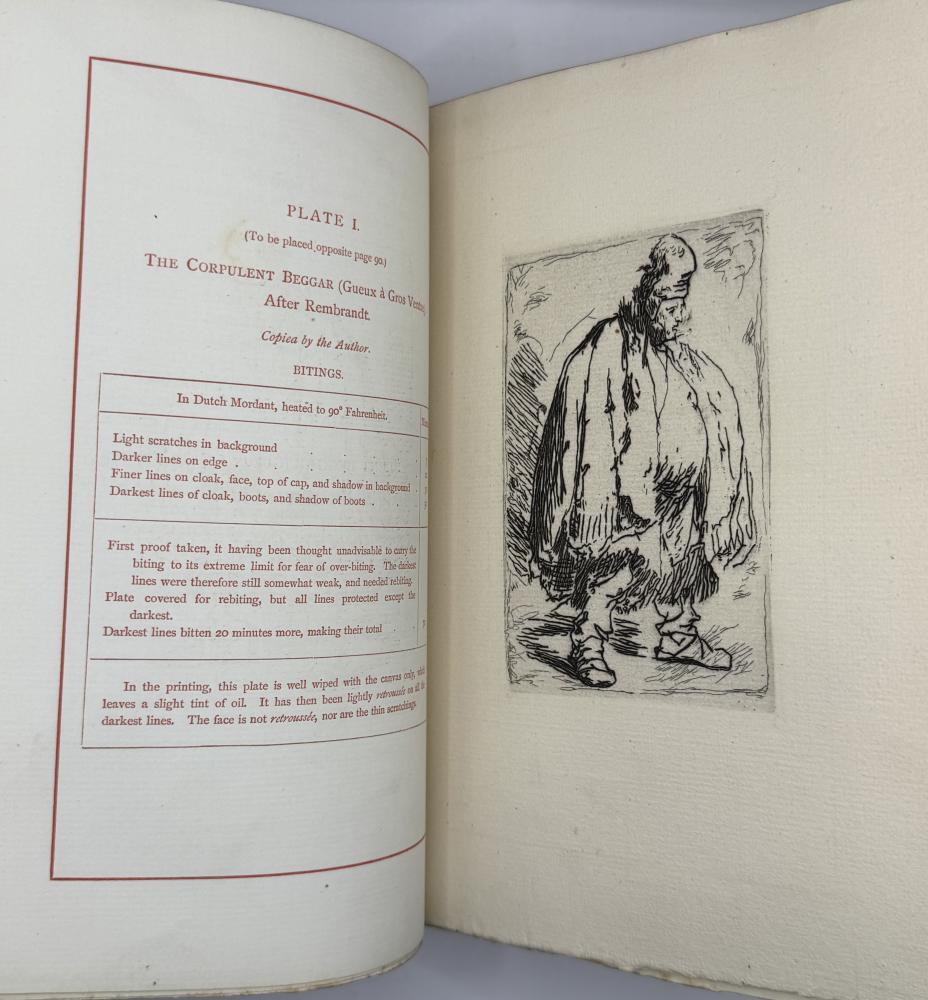 PLATE I.
(To be placed opposite page 90.)
THE CORPULENT BEGGAR (Gueux à Gros Ventre)
After Rembrandt.
Copied by the Author.
BITINGS.
In Dutch Mordant, heated to 90° Fahrenheit.
Light scratches in background
Darker lines on edge .
Finer lines on cloak, face, top of cap, and shadow in background .
Darkest lines of cloak, boots, and shadow of boots .
First proof taken, it having been thought unadvisable to carry the
biting to its extreme limit for fear of over-biting. The darkest
lines were therefore still somewhat weak, and needed rebiting.
Plate covered for rebiting, but all lines protected except the
darkest.
Darkest lines bitten 20 minutes more, making their total
In the printing, this plate is well wiped with the canvas only, which
leaves a slight tint of oil. It has then been lightly retroussée on all the
darkest lines. The face is not retroussée, nor are the thin scratchings.